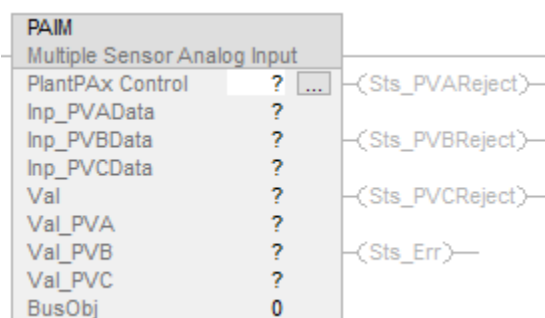 PAIM
Multiple Sensor Analog Input
PlantPAx Control ? ... (Sts_PVAReject)
Inp_PVAData ?
Inp_PVBData ? (Sts_PVBReject)
Inp_PVCData ?
Val ? (Sts_PVCReject)
Val_PVA ?
Val_PVB ? (Sts_Err)
Val_PVC ?
BusObj 0